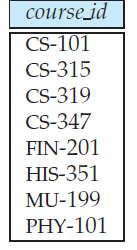 course_id
CS-101
CS-315
CS-319
CS-347
FIN-201
HIS-351
MU-199
PHY-101